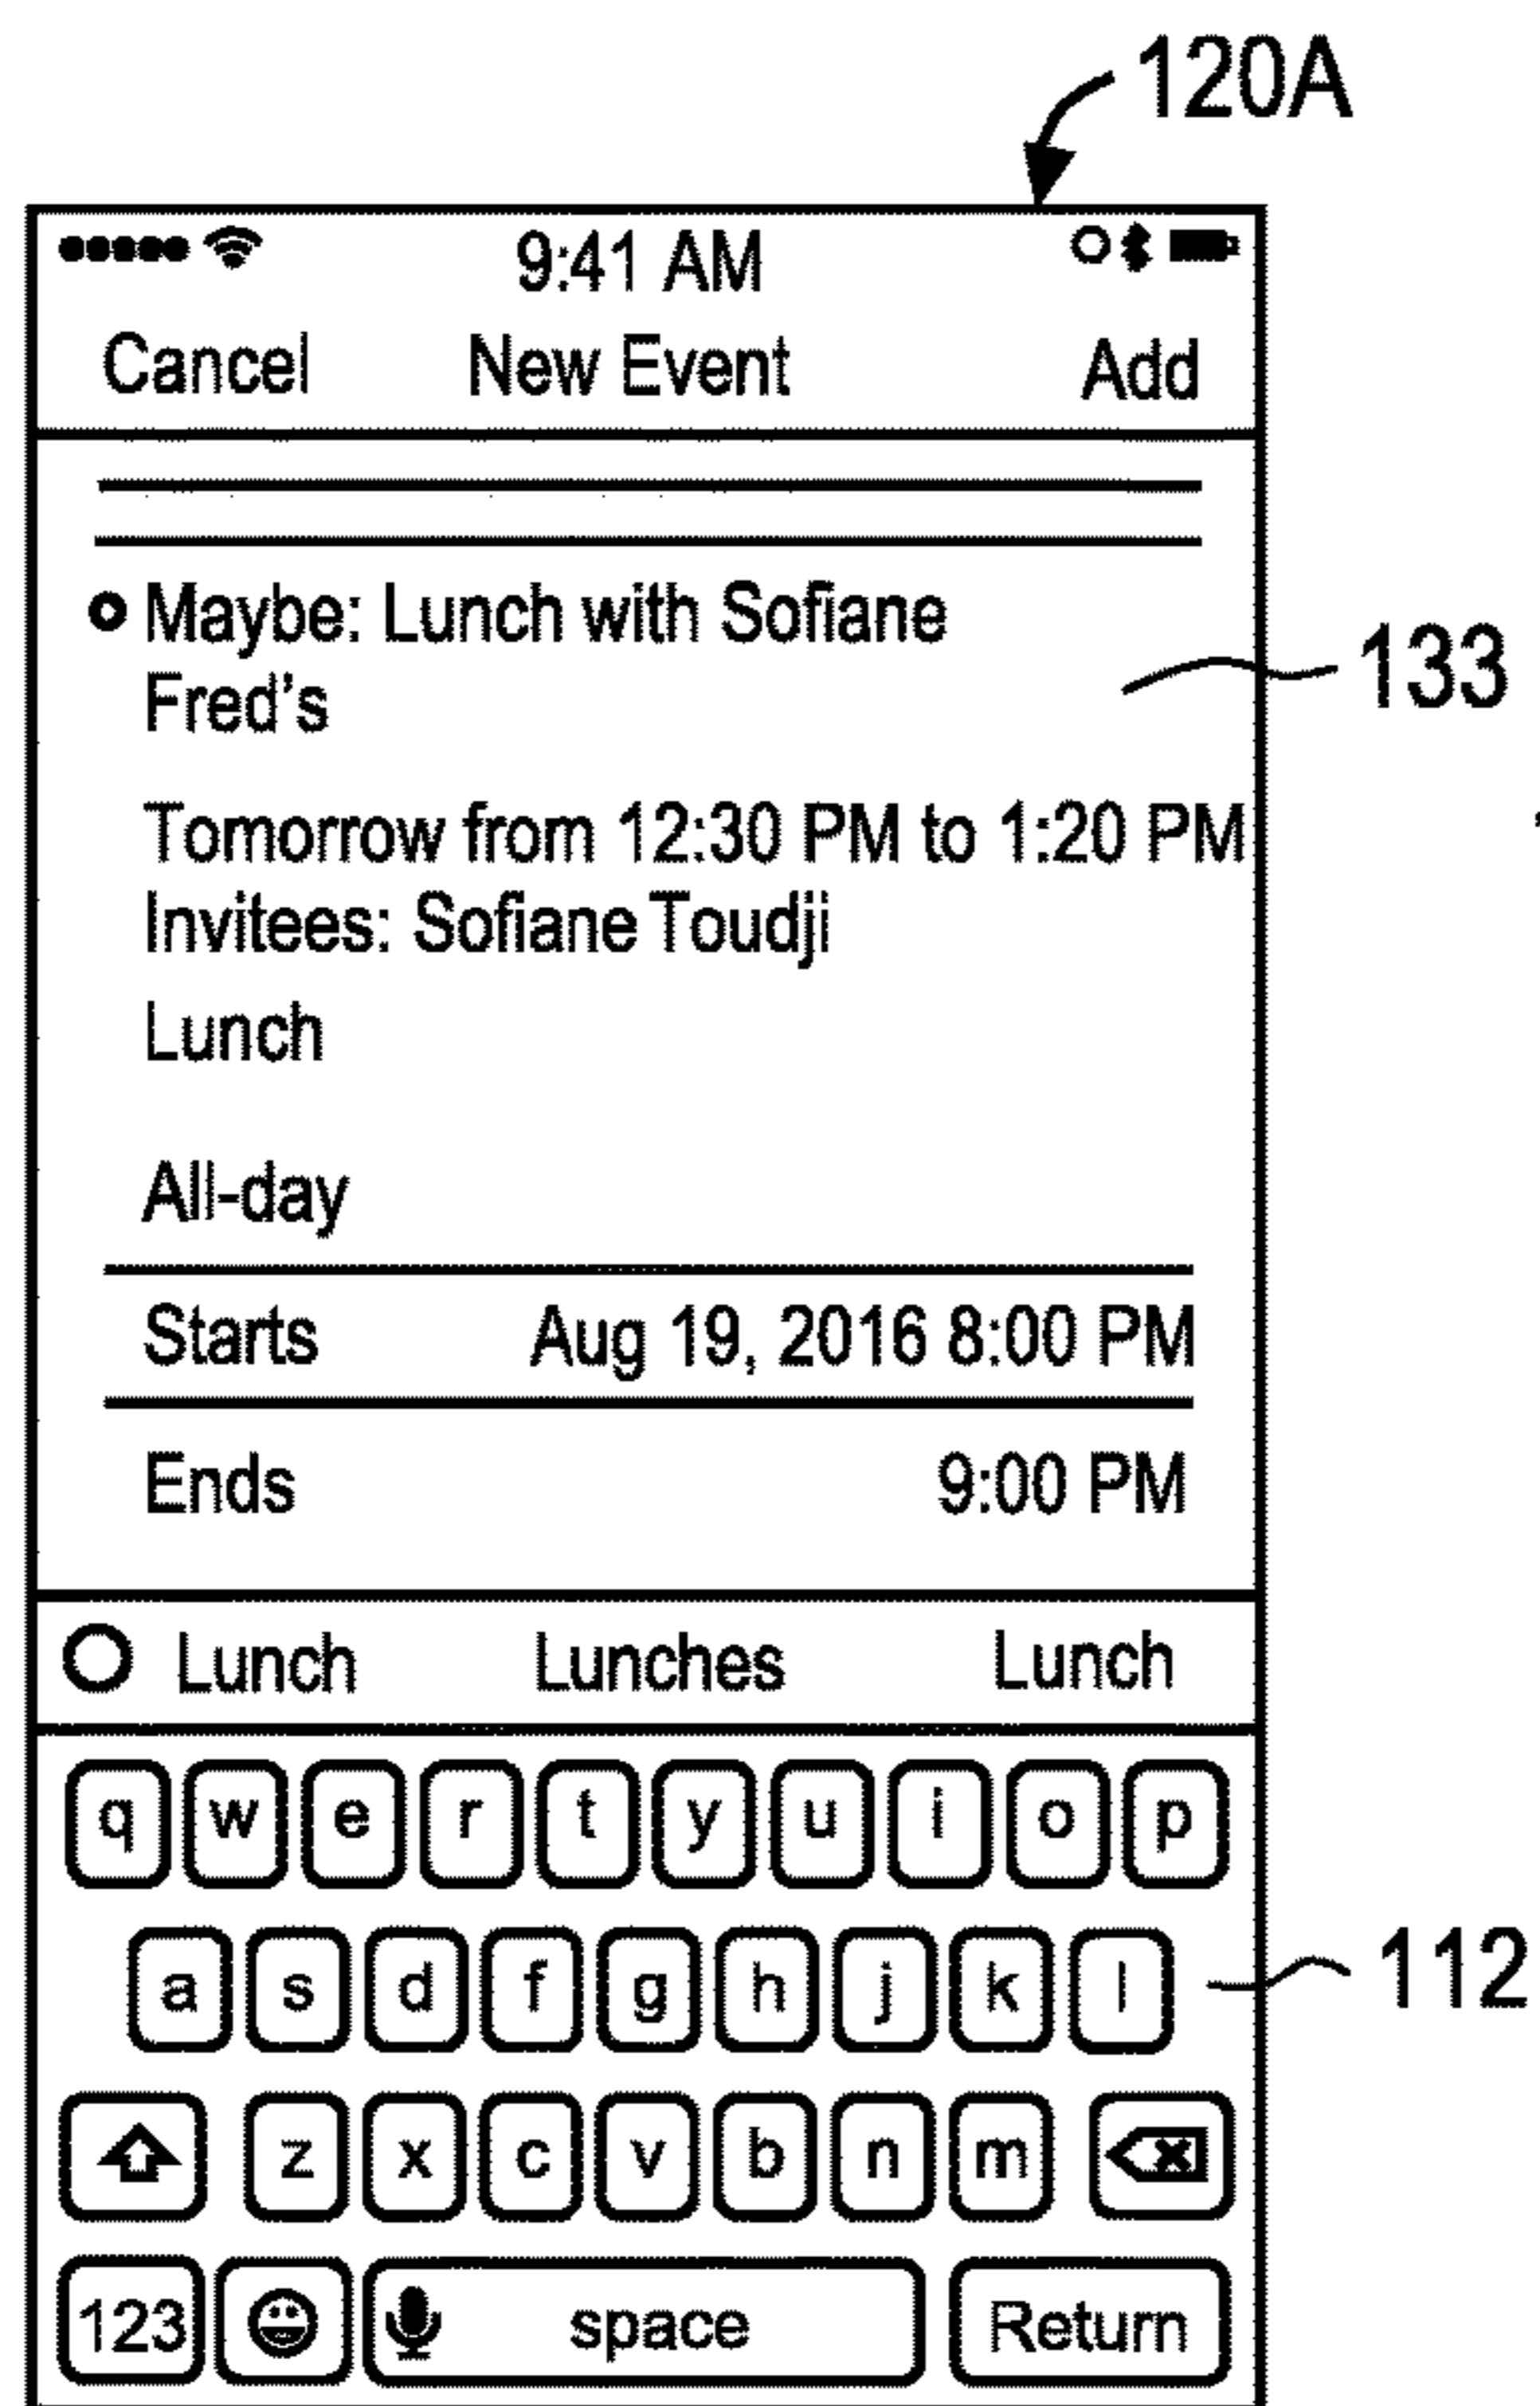 120A
9:41 AM
Cancel New Event Add
Maybe: Lunch with Sofiane
Fred's
133
Tomorrow from 12:30 PM to 1:20 PM
Invitees: Sofiane Toudji
Lunch
All-day
Starts Aug 19, 2016 8:00 PM
Ends 9:00 PM
Lunch Lunches Lunch
q w e r t y u i o p
a s d f g h j k l
112
z x c v b n m
123 space Return